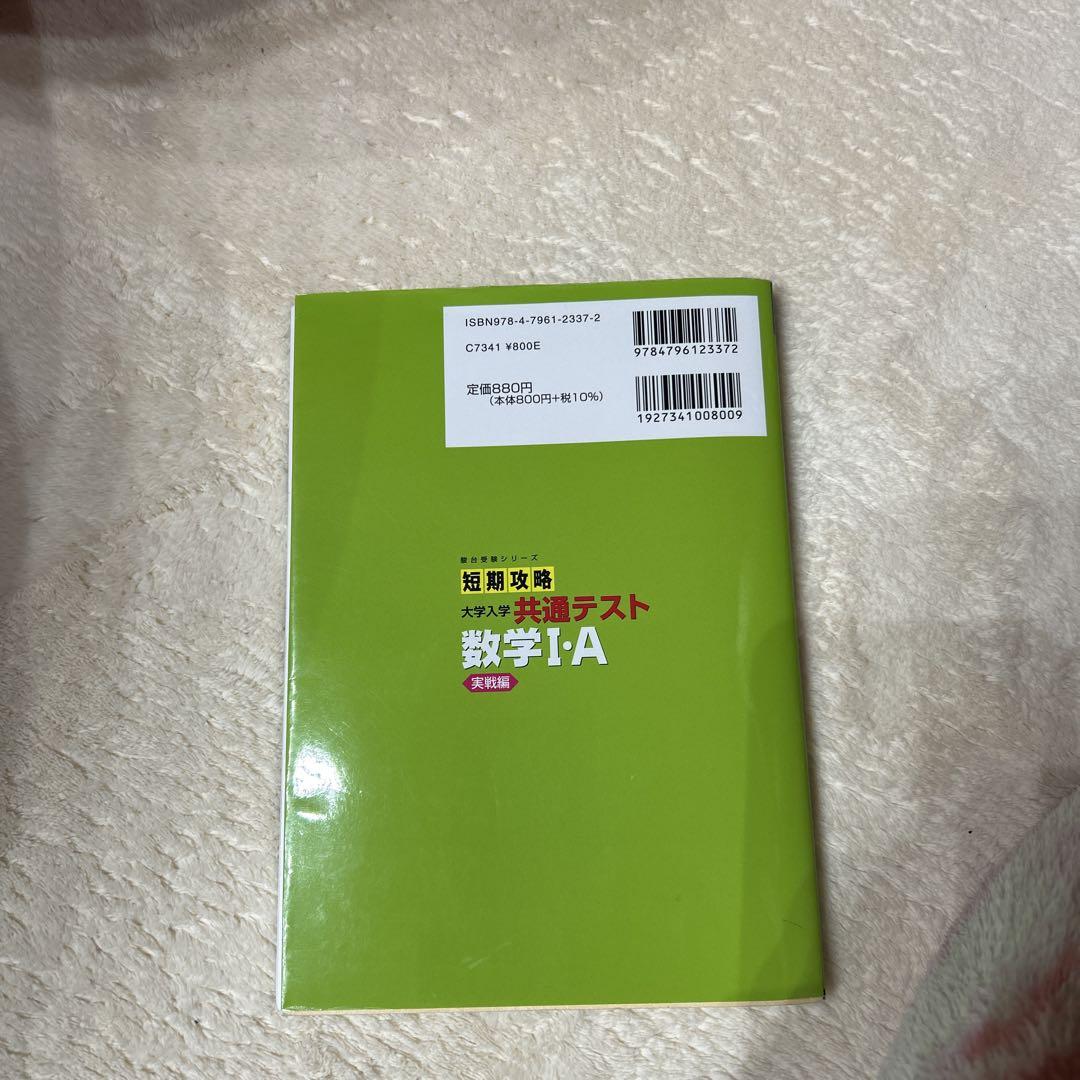 ISBN978-4-7961-2337-2
C7341 ¥800E
定価880円
(本体800円+税10%)
9784796123372
1927341008009
駿台受験シリーズ
短期攻略
大学入学 共通テスト
数学I・A
実戦編